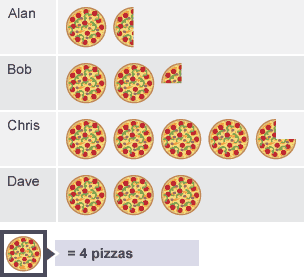 Alan
Bob
Chris
Dave
= 4 pizzas